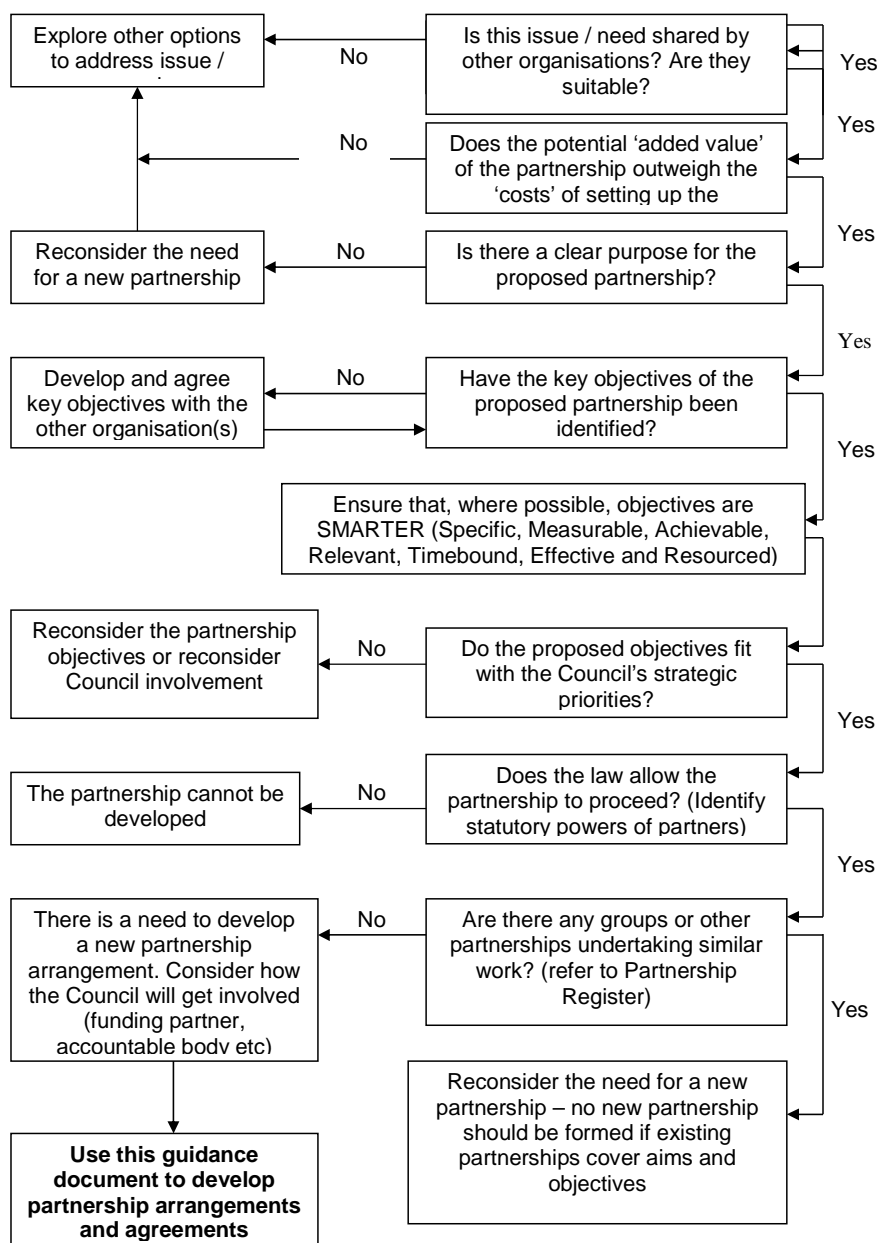 Explore other options
to address issue /
No
Is this issue / need shared by
other organisations? Are they
suitable?
Yes
Yes
No
Does the potential ‘added value’
of the partnership outweigh the
‘costs’ of setting up the
Yes
Reconsider the need
for a new partnership
No
Is there a clear purpose for the
proposed partnership?
Yes
Develop and agree
key objectives with the
other organisation(s)
No
Have the key objectives of the
proposed partnership been
identified?
Yes
Ensure that, where possible, objectives are
SMARTER (Specific, Measurable, Achievable,
Relevant, Timebound, Effective and Resourced)
Reconsider the partnership
objectives or reconsider
Council involvement
No
Do the proposed objectives fit
with the Council’s strategic
priorities?
Yes
The partnership cannot be
developed
No
Does the law allow the
partnership to proceed? (Identify
statutory powers of partners)
Yes
There is a need to develop
a new partnership
arrangement. Consider how
the Council will get involved
(funding partner,
accountable body etc)
No
Are there any groups or other
partnerships undertaking similar
work? (refer to Partnership
Register)
Yes
Reconsider the need for a new
partnership – no new partnership
should be formed if existing
partnerships cover aims and
objectives
Use this guidance
document to develop
partnership arrangements
and agreements